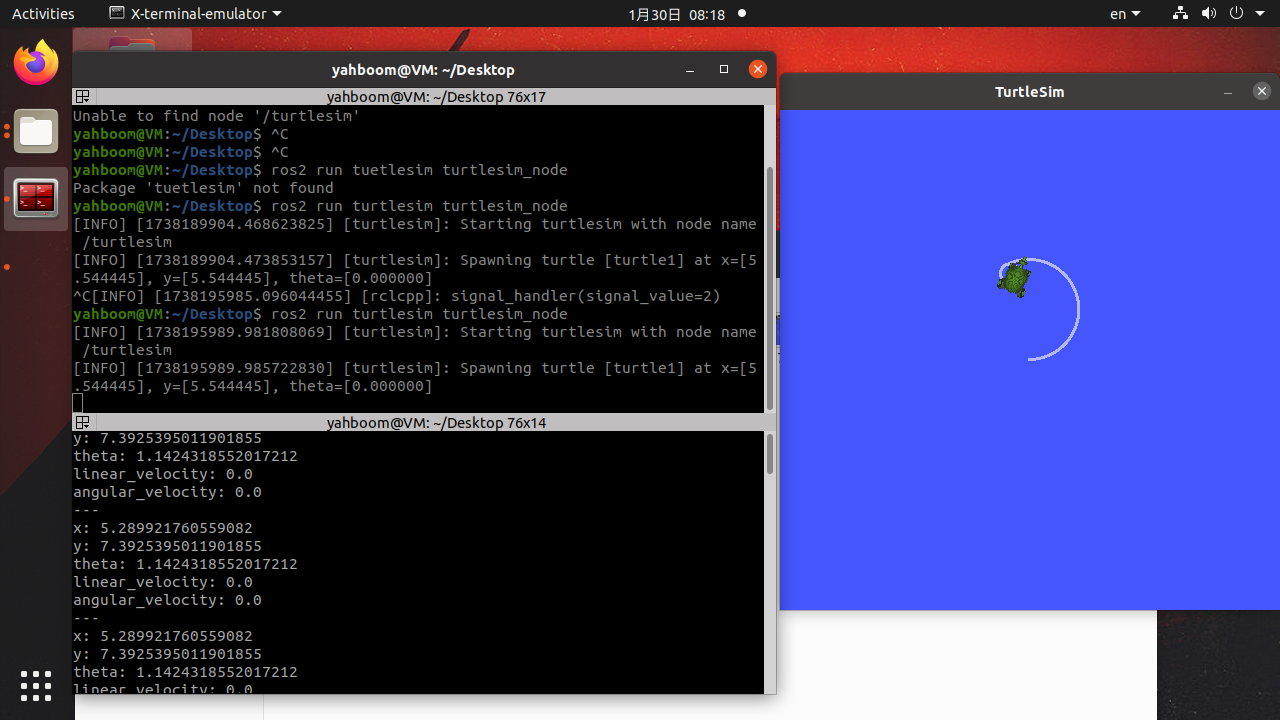 Activities
X-terminal-emulator
1月30日 08:18
en
yahboom@VM: ~/Desktop
yahboom@VM: ~/Desktop 76x17
Unable to find node '/turtlesim'
yahboom@VM:~/Desktop$ ^C
yahboom@VM:~/Desktop$ ^C
yahboom@VM:~/Desktop$ ros2 run tuetlesim turtlesim_node
Package 'tuetlesim' not found
yahboom@VM:~/Desktop$ ros2 run turtlesim turtlesim_node
[INFO] [1738189904.468623825] [turtlesim]: Starting turtlesim with node name
/turtlesim
[INFO] [1738189904.473853157] [turtlesim]: Spawning turtle [turtle1] at x=[5
.544445], y=[5.544445], theta=[0.000000]
^C[INFO] [1738195985.096044455] [rclcpp]: signal_handler(signal_value=2)
yahboom@VM:~/Desktop$ ros2 run turtlesim turtlesim_node
[INFO] [1738195989.981808069] [turtlesim]: Starting turtlesim with node name
/turtlesim
[INFO] [1738195989.985722830] [turtlesim]: Spawning turtle [turtle1] at x=[5
.544445], y=[5.544445], theta=[0.000000]
yahboom@VM: ~/Desktop 76x14
y: 7.3925395011901855
theta: 1.1424318552017212
linear_velocity: 0.0
angular_velocity: 0.0
---
x: 5.289921760559082
y: 7.3925395011901855
theta: 1.1424318552017212
linear_velocity: 0.0
angular_velocity: 0.0
---
x: 5.289921760559082
y: 7.3925395011901855
theta: 1.1424318552017212
linear_velocity: 0.0
TurtleSim